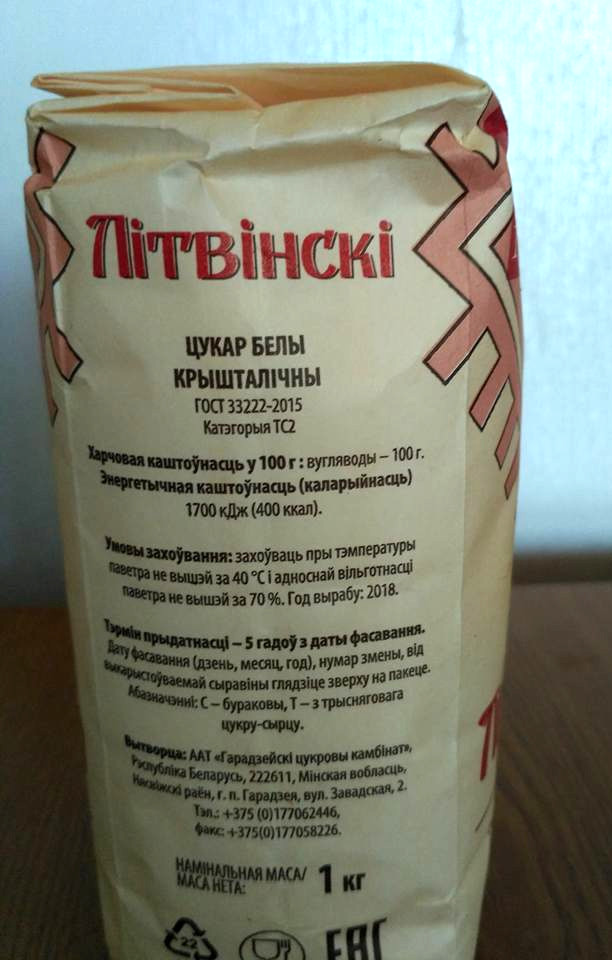 Літвінскі
ЦУКАР БЕЛЫ
КРЫШТАЛІЧНЫ
ГОСТ 33222-2015
Катэгорыя ТС2
Харчовая каштоўнасць у 100 г : вугляводы – 100 г.
Энергетычная каштоўнасць (каларыйнасць)
1700 кДж (400 ккал).
Умовы захоўвання: захоўваць пры тэмпературы
паветра не вышэй за 40 °С і адноснай вільготнасці
паветра не вышэй за 70 %. Год вырабу: 2018.
Тэрмін прыдатнасці – 5 гадоў з даты фасавання.
Дату фасавання (дзень, месяц, год), нумар змены, від
выкарыстоўваемай сыравіны глядзіце зверху на пакеце.
Абазначэнні: С – бураковы, Т – з трысняговага
цукру-сырцу.
Вытворца: ААТ «Гарадзейскі цукровы камбінат»,
Рэспубліка Беларусь, 222611, Мінская вобласць,
Нясвіжскі раён, г. п. Гарадзея, вул. Завадская, 2.
Тэл.: +375 (0)177062446,
факс: +375(0)177058226.
НАМІНАЛЬНАЯ МАСА/
МАСА НЕТА: 1 кг
22
ЕАС